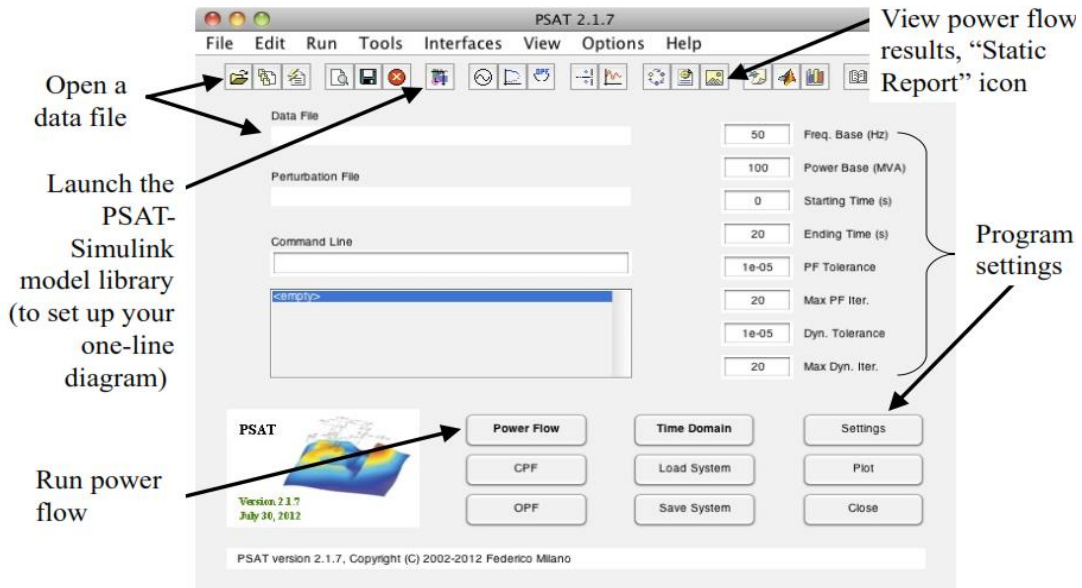 PSAT 2.1.7
File Edit Run Tools Interfaces View Options Help
View power flow
results, “Static
Report” icon
Open a
data file
Data File
Perturbation File
Command Line
<empty>
Launch the
PSAT-
Simulink
model library
(to set up your
one-line
diagram)
50 Freq. Base (Hz)
100 Power Base (MVA)
0 Starting Time (s)
20 Ending Time (s)
1e-05 PF Tolerance
20 Max PF Iter.
1e-05 Dyn. Tolerance
20 Max Dyn. Iter.
Program
settings
PSAT
Version 2.1.7
July 30, 2012
Run power
flow
Power Flow Time Domain Settings
CPF Load System Plot
OPF Save System Close
PSAT version 2.1.7, Copyright (C) 2002-2012 Federico Milano